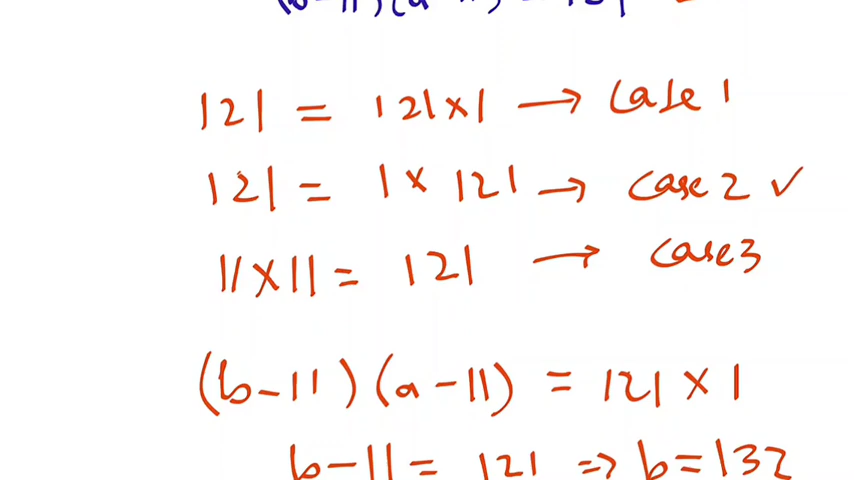 121 = 121×1 → Case 1
121 = 1 × 121 → case 2 ✓
11×11 = 121 → case3
(b-11)(a-11) = 121 × 1
b-11 = 121 ⇒ b=132